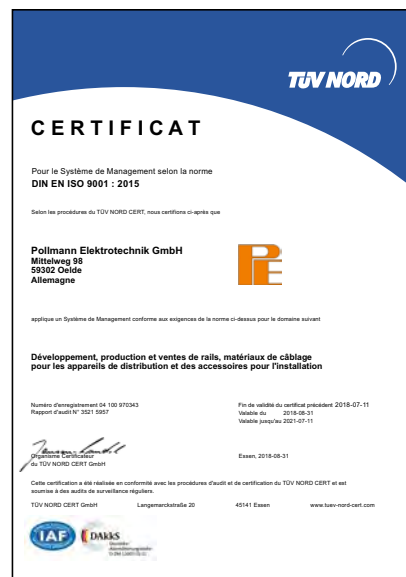 TÜV NORD
CERTIFICAT
Pour le Système de Management selon la norme
DIN EN ISO 9001 : 2015
Selon les procédures du TÜV NORD CERT, nous certifions ci-après que
Pollmann Elektrotechnik GmbH
Mittelweg 98
59302 Oelde
Allemagne
PE
applique un Système de Management conforme aux exigences de la norme ci-dessus pour le domaine suivant
Développement, production et ventes de rails, matériaux de câblage
pour les appareils de distribution et des accessoires pour l'installation
Numéro d'enregistrement 04 100 970343
Rapport d'audit N° 3521 5957
Fin de validité du certificat précédent 2018-07-11
Valable du 2018-08-31
Valable jusqu'au 2021-07-11
Organisme Certificateur
du TÜV NORD CERT GmbH
Essen, 2018-08-31
Cette certification a été réalisée en conformité avec les procédures d'audit et de certification du TÜV NORD CERT et est
soumise à des audits de surveillance réguliers.
TÜV NORD CERT GmbH Langemarckstraße 20 45141 Essen www.tuev-nord-cert.com
IAF
DAkkS
Deutsche
Akkreditierungsstelle